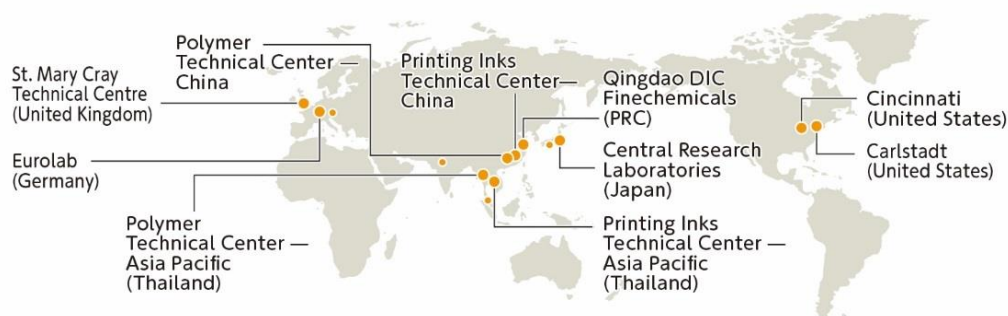 St. Mary Cray
Technical Centre
(United Kingdom)
Polymer
Technical Center —
China
Printing Inks
Technical Center—
China
Qingdao DIC
Finechemicals
(PRC)
Cincinnati
(United States)
Eurolab
(Germany)
Central Research
Laboratories
(Japan)
Carlstadt
(United States)
Polymer
Technical Center —
Asia Pacific
(Thailand)
Printing Inks
Technical Center —
Asia Pacific
(Thailand)